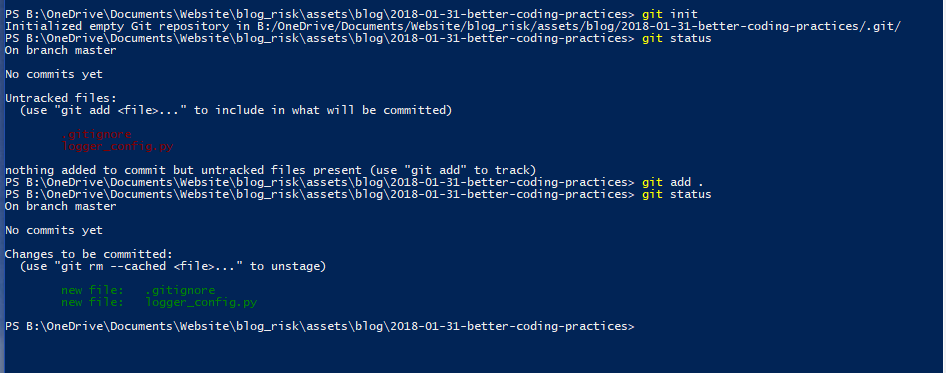 PS B:\OneDrive\Documents\Website\blog_risk\assets\blog\2018-01-31-better-coding-practices> git init
Initialized empty Git repository in B:/OneDrive/Documents/Website/blog_risk/assets/blog/2018-01-31-better-coding-practices/.git/
PS B:\OneDrive\Documents\Website\blog_risk\assets\blog\2018-01-31-better-coding-practices> git status
On branch master
No commits yet
Untracked files:
(use "git add <file>..." to include in what will be committed)
.gitignore
logger_config.py
nothing added to commit but untracked files present (use "git add" to track)
PS B:\OneDrive\Documents\Website\blog_risk\assets\blog\2018-01-31-better-coding-practices> git add .
PS B:\OneDrive\Documents\Website\blog_risk\assets\blog\2018-01-31-better-coding-practices> git status
On branch master
No commits yet
Changes to be committed:
(use "git rm --cached <file>..." to unstage)
new file:   .gitignore
new file:   logger_config.py
PS B:\OneDrive\Documents\Website\blog_risk\assets\blog\2018-01-31-better-coding-practices>